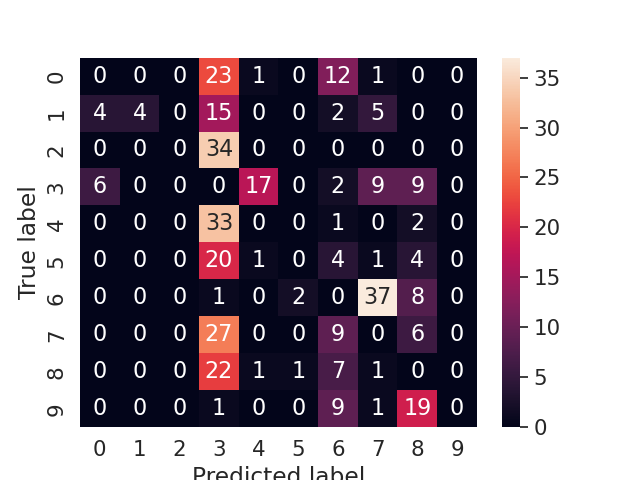 0 0 0 0 23 1 0 12 1 0 0
1 4 4 0 15 0 0 2 5 0 0
2 0 0 0 34 0 0 0 0 0 0
3 6 0 0 0 17 0 2 9 9 0
4 0 0 0 33 0 0 1 0 2 0
5 0 0 0 20 1 0 4 1 4 0
6 0 0 0 1 0 2 0 37 8 0
7 0 0 0 27 0 0 9 0 6 0
8 0 0 0 22 1 1 7 1 0 0
9 0 0 0 1 0 0 9 1 19 0
0 1 2 3 4 5 6 7 8 9
Predicted label
True label
35
30
25
20
15
10
5
0